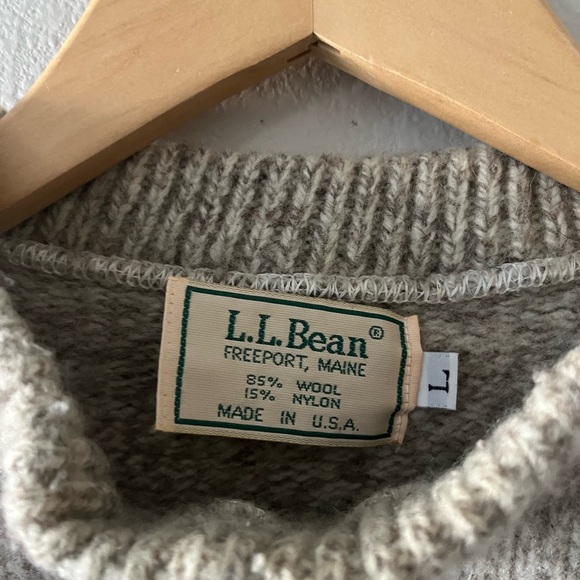 L.L.Bean®
FREEPORT, MAINE
85% WOOL
15% NYLON
MADE IN U.S.A.
L